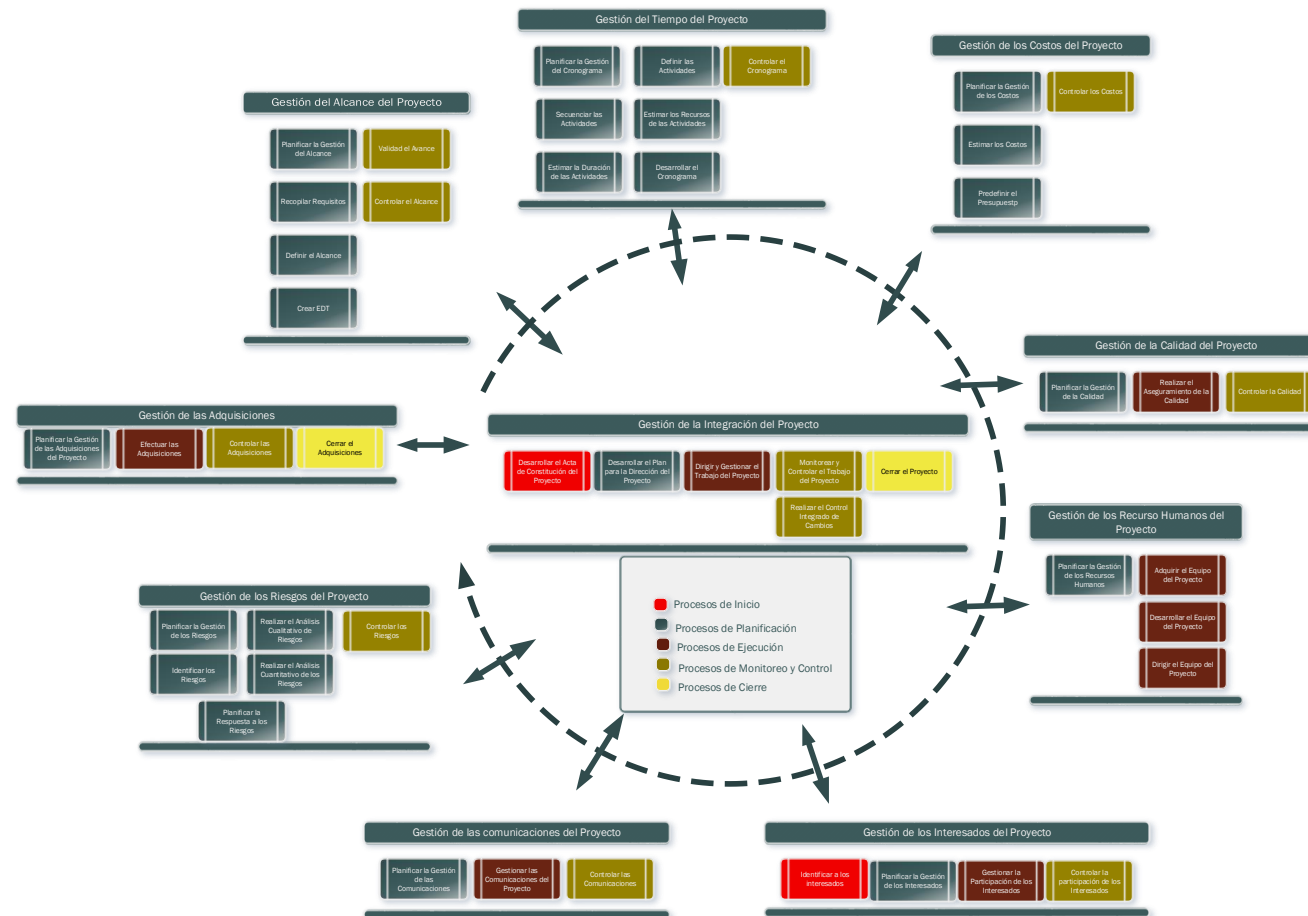 Gestión del Tiempo del Proyecto
Planificar la Gestión
del Cronograma
Definir las
Actividades
Controlar el
Cronograma
Secuenciar las
Actividades
Estimar los Recursos
de las Actividades
Estimar la Duración
de las Actividades
Desarrollar el
Cronograma
Gestión de los Costos del Proyecto
Planificar la Gestión
de los Costos
Controlar los Costos
Estimar los Costos
Predefinir el
Presupuestp
Gestión del Alcance del Proyecto
Planificar la Gestión
del Alcance
Validad el Avance
Recopilar Requisitos
Controlar el Alcance
Definir el Alcance
Crear EDT
Gestión de la Calidad del Proyecto
Planificar la Gestión
de la Calidad
Realizar el
Aseguramiento de la
Calidad
Controlar la Calidad
Gestión de las Adquisiciones
Planificar la Gestión
de las Adquisiciones
del Proyecto
Efectuar las
Adquisiciones
Controlar las
Adquisiciones
Cerrar el
Adquisiciones
Gestión de la Integración del Proyecto
Desarrollar el Acta
de Constitución del
Proyecto
Desarrollar el Plan
para la Dirección del
Proyecto
Dirigir y Gestionar el
Trabajo del Proyecto
Monitorear y
Controlar el Trabajo
del Proyecto
Cerrar el Proyecto
Realizar el Control
Integrado de
Cambios
Gestión de los Recurso Humanos del
Proyecto
Planificar la Gestión
de los Recursos
Humanos
Adquirir el Equipo
del Proyecto
Desarrollar el Equipo
del Proyecto
Dirigir el Equipo del
Proyecto
Procesos de Inicio
Procesos de Planificación
Procesos de Ejecución
Procesos de Monitoreo y Control
Procesos de Cierre
Gestión de los Riesgos del Proyecto
Planificar la Gestión
de los Riesgos
Realizar el Análisis
Cualitativo de
Riesgos
Controlar los
Riesgos
Identificar los
Riesgos
Realizar el Análisis
Cuantitativo de los
Riesgos
Planificar la
Respuesta a los
Riesgos
Gestión de las comunicaciones del Proyecto
Planificar la Gestión
de las
Comunicaciones
Gestionar las
Comunicaciones del
Proyecto
Controlar las
Comunicaciones
Gestión de los Interesados del Proyecto
Identificar a los
interesados
Planificar la Gestión
de los Interesados
Gestionar la
Participación de los
Interesados
Controlar la
participación de los
Interesados